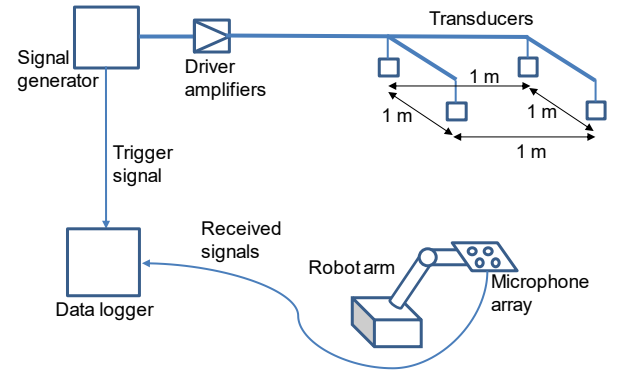 Transducers
Signal
generator
Driver
amplifiers
1 m
1 m
1 m
1 m
Trigger
signal
Received
signals
Robot arm
Microphone
array
Data logger